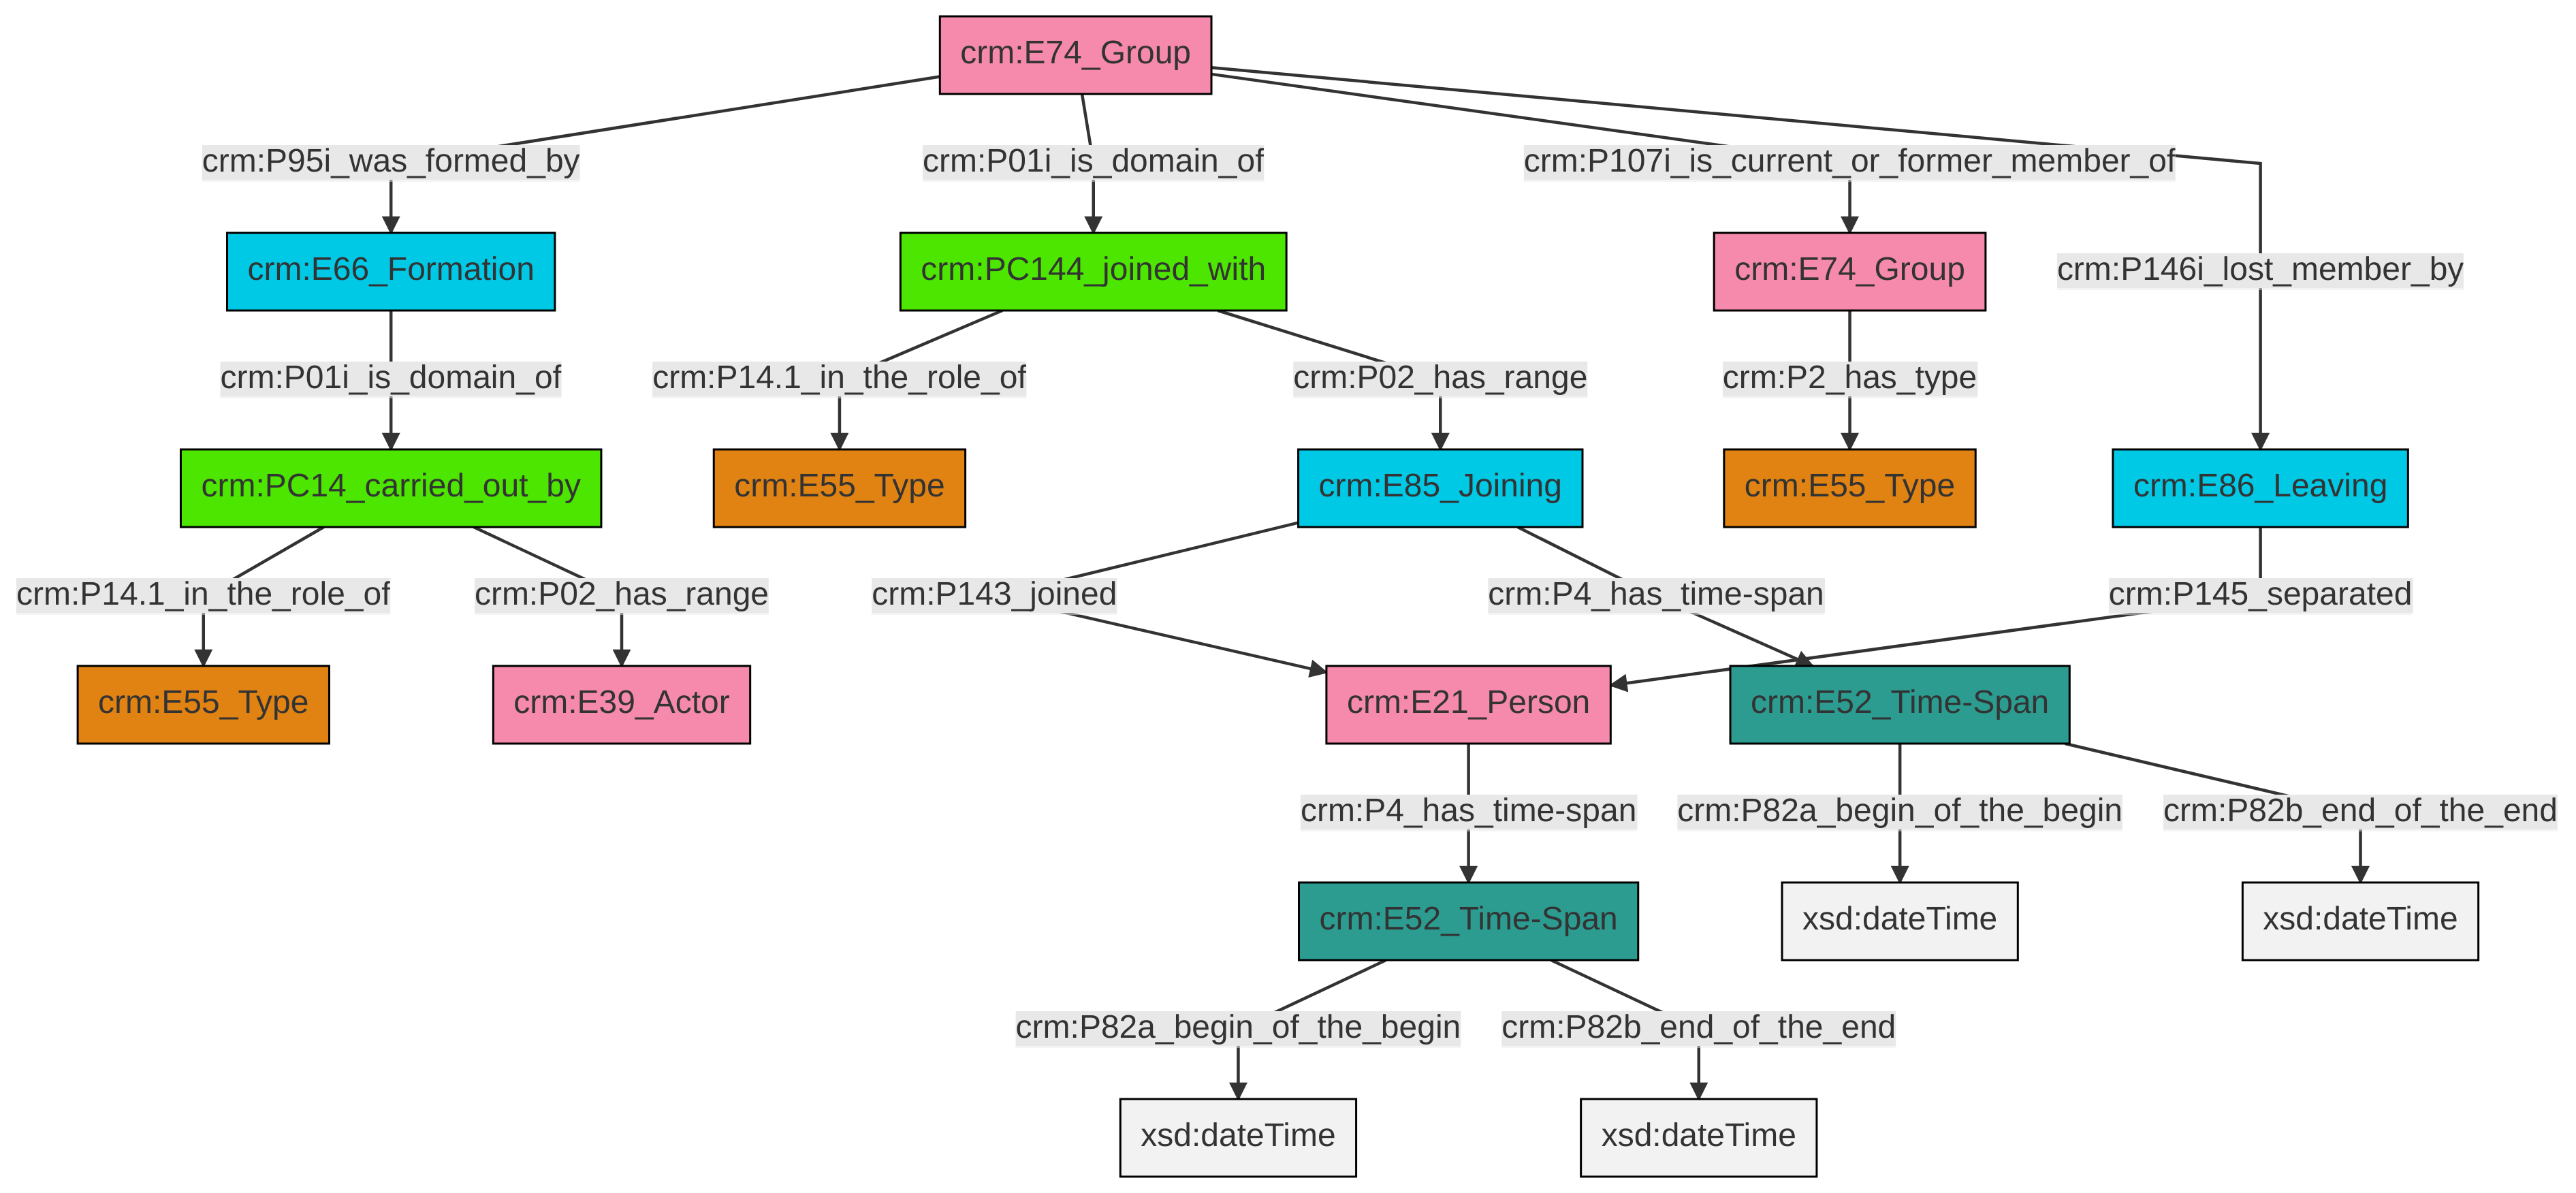 crm:E74_Group
crm:P95i_was_formed_by
crm:P01i_is_domain_of
crm:P107i_is_current_or_former_member_of
crm:E66_Formation
crm:PC144_joined_with
crm:E74_Group
crm:P146i_lost_member_by
crm:P01i_is_domain_of
crm:P14.1_in_the_role_of
crm:P02_has_range
crm:P2_has_type
crm:PC14_carried_out_by
crm:E55_Type
crm:E85_Joining
crm:E55_Type
crm:E86_Leaving
crm:P14.1_in_the_role_of
crm:P02_has_range
crm:P143_joined
crm:P4_has_time-span
crm:P145_separated
crm:E55_Type
crm:E39_Actor
crm:E21_Person
crm:E52_Time-Span
crm:P4_has_time-span
crm:P82a_begin_of_the_begin
crm:P82b_end_of_the_end
crm:E52_Time-Span
xsd:dateTime
xsd:dateTime
crm:P82a_begin_of_the_begin
crm:P82b_end_of_the_end
xsd:dateTime
xsd:dateTime